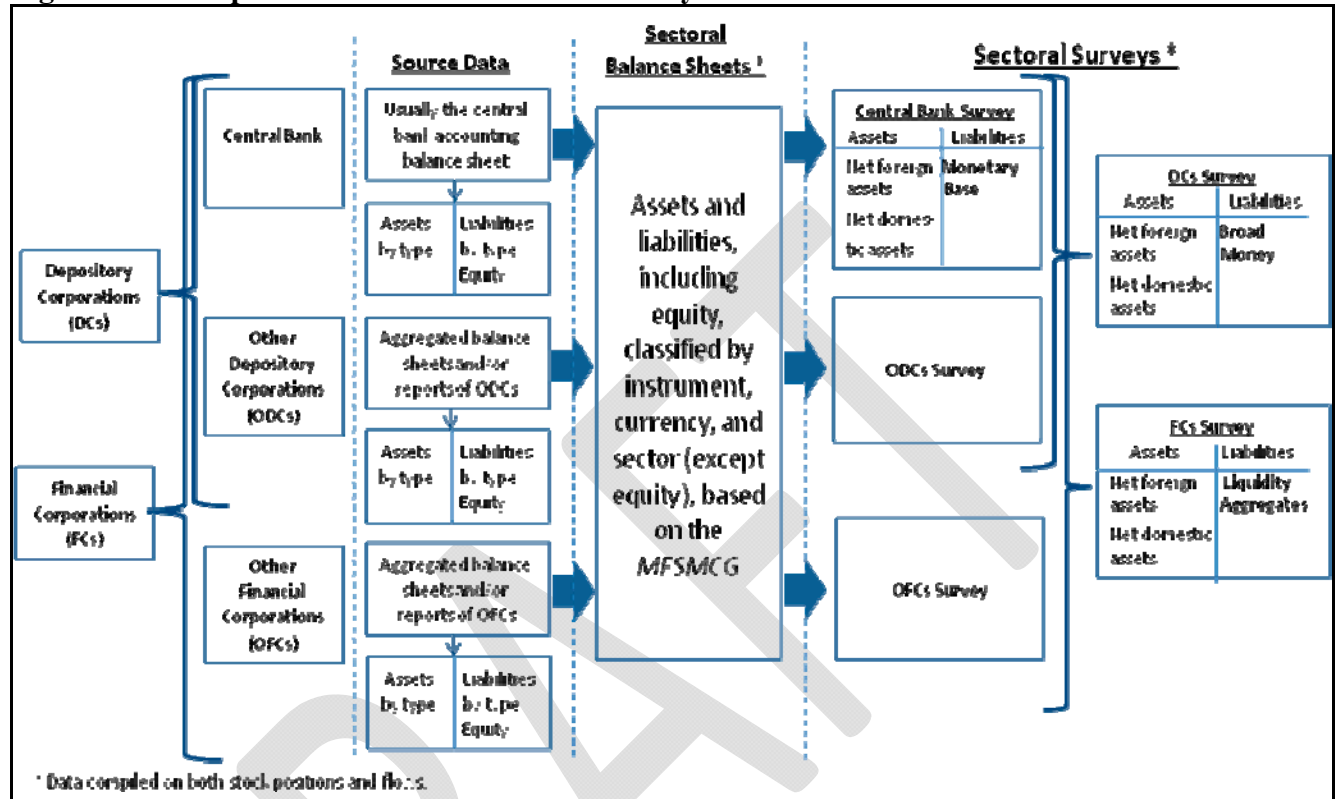 Source Data
Sectoral
Balance Sheets *
Sectoral Surveys *
Depository
Corporations
(DCs)
Financial
Corporations
(FCs)
Central Bank
Other
Depository
Corporations
(ODCs)
Other
Financial
Corporations
(OFCs)
Usually the central
bank accounting
balance sheet
Assets
by type
Liabilities
by type
Equity
Aggregated balance
sheets and/or
reports of ODCs
Assets
by type
Liabilities
by type
Equity
Aggregated balance
sheets and/or
reports of OFCs
Assets
by type
Liabilities
by type
Equity
Assets and
liabilities,
including
equity,
classified by
instrument,
currency, and
sector (except
equity), based
on the
MFSMCG
Central Bank Survey
Assets
Liabilities
Net foreign
assets
Net domes-
tic assets
Monetary
Base
ODCs Survey
OFCs Survey
DCs Survey
Assets
Liabilities
Net foreign
assets
Net domestic
assets
Broad
Money
FCs Survey
Assets
Liabilities
Net foreign
assets
Net domestic
assets
Liquidity
Aggregates
* Data compiled on both stock positions and flows.
DRAFT